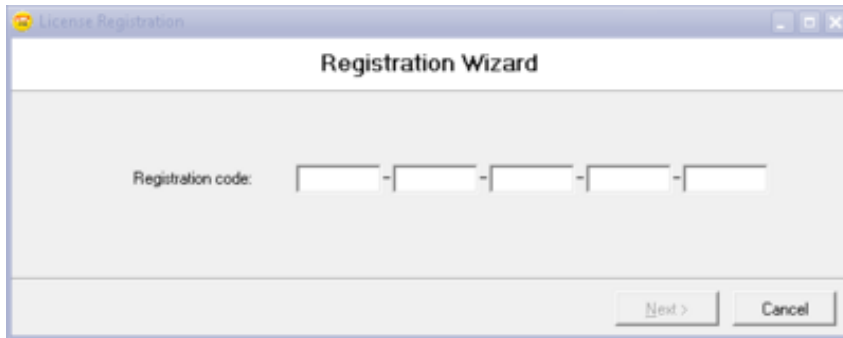 License Registration
Registration Wizard
Registration code:
-
-
-
-
Next >
Cancel